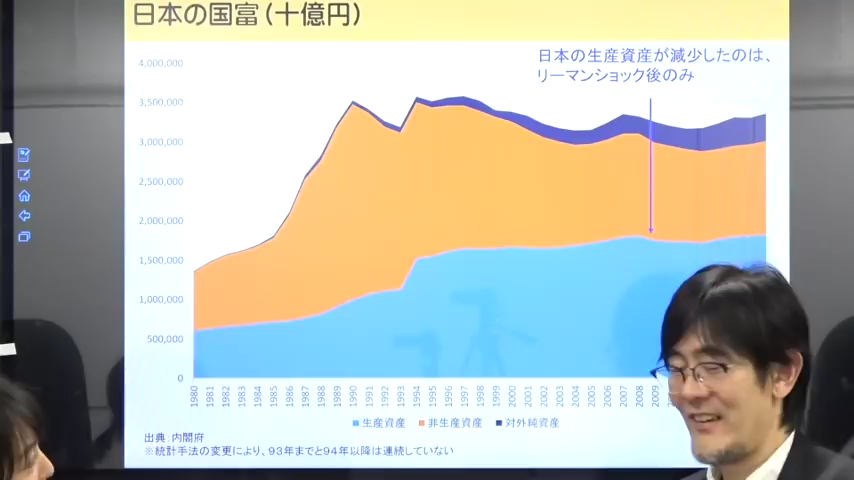 日本の国富（十億円）
日本の生産資産が減少したのは、
リーマンショック後のみ
4,000,000
3,500,000
3,000,000
2,500,000
2,000,000
1,500,000
1,000,000
500,000
0
1980 1981 1982 1983 1984 1985 1986 1987 1988 1989 1990 1991 1992 1993 1994 1995 1996 1997 1998 1999 2000 2001 2002 2003 2004 2005 2006 2007 2008 2009
生産資産 非生産資産 対外純資産
出典：内閣府
※統計手法の変更により、93年までと94年以降は連続していない